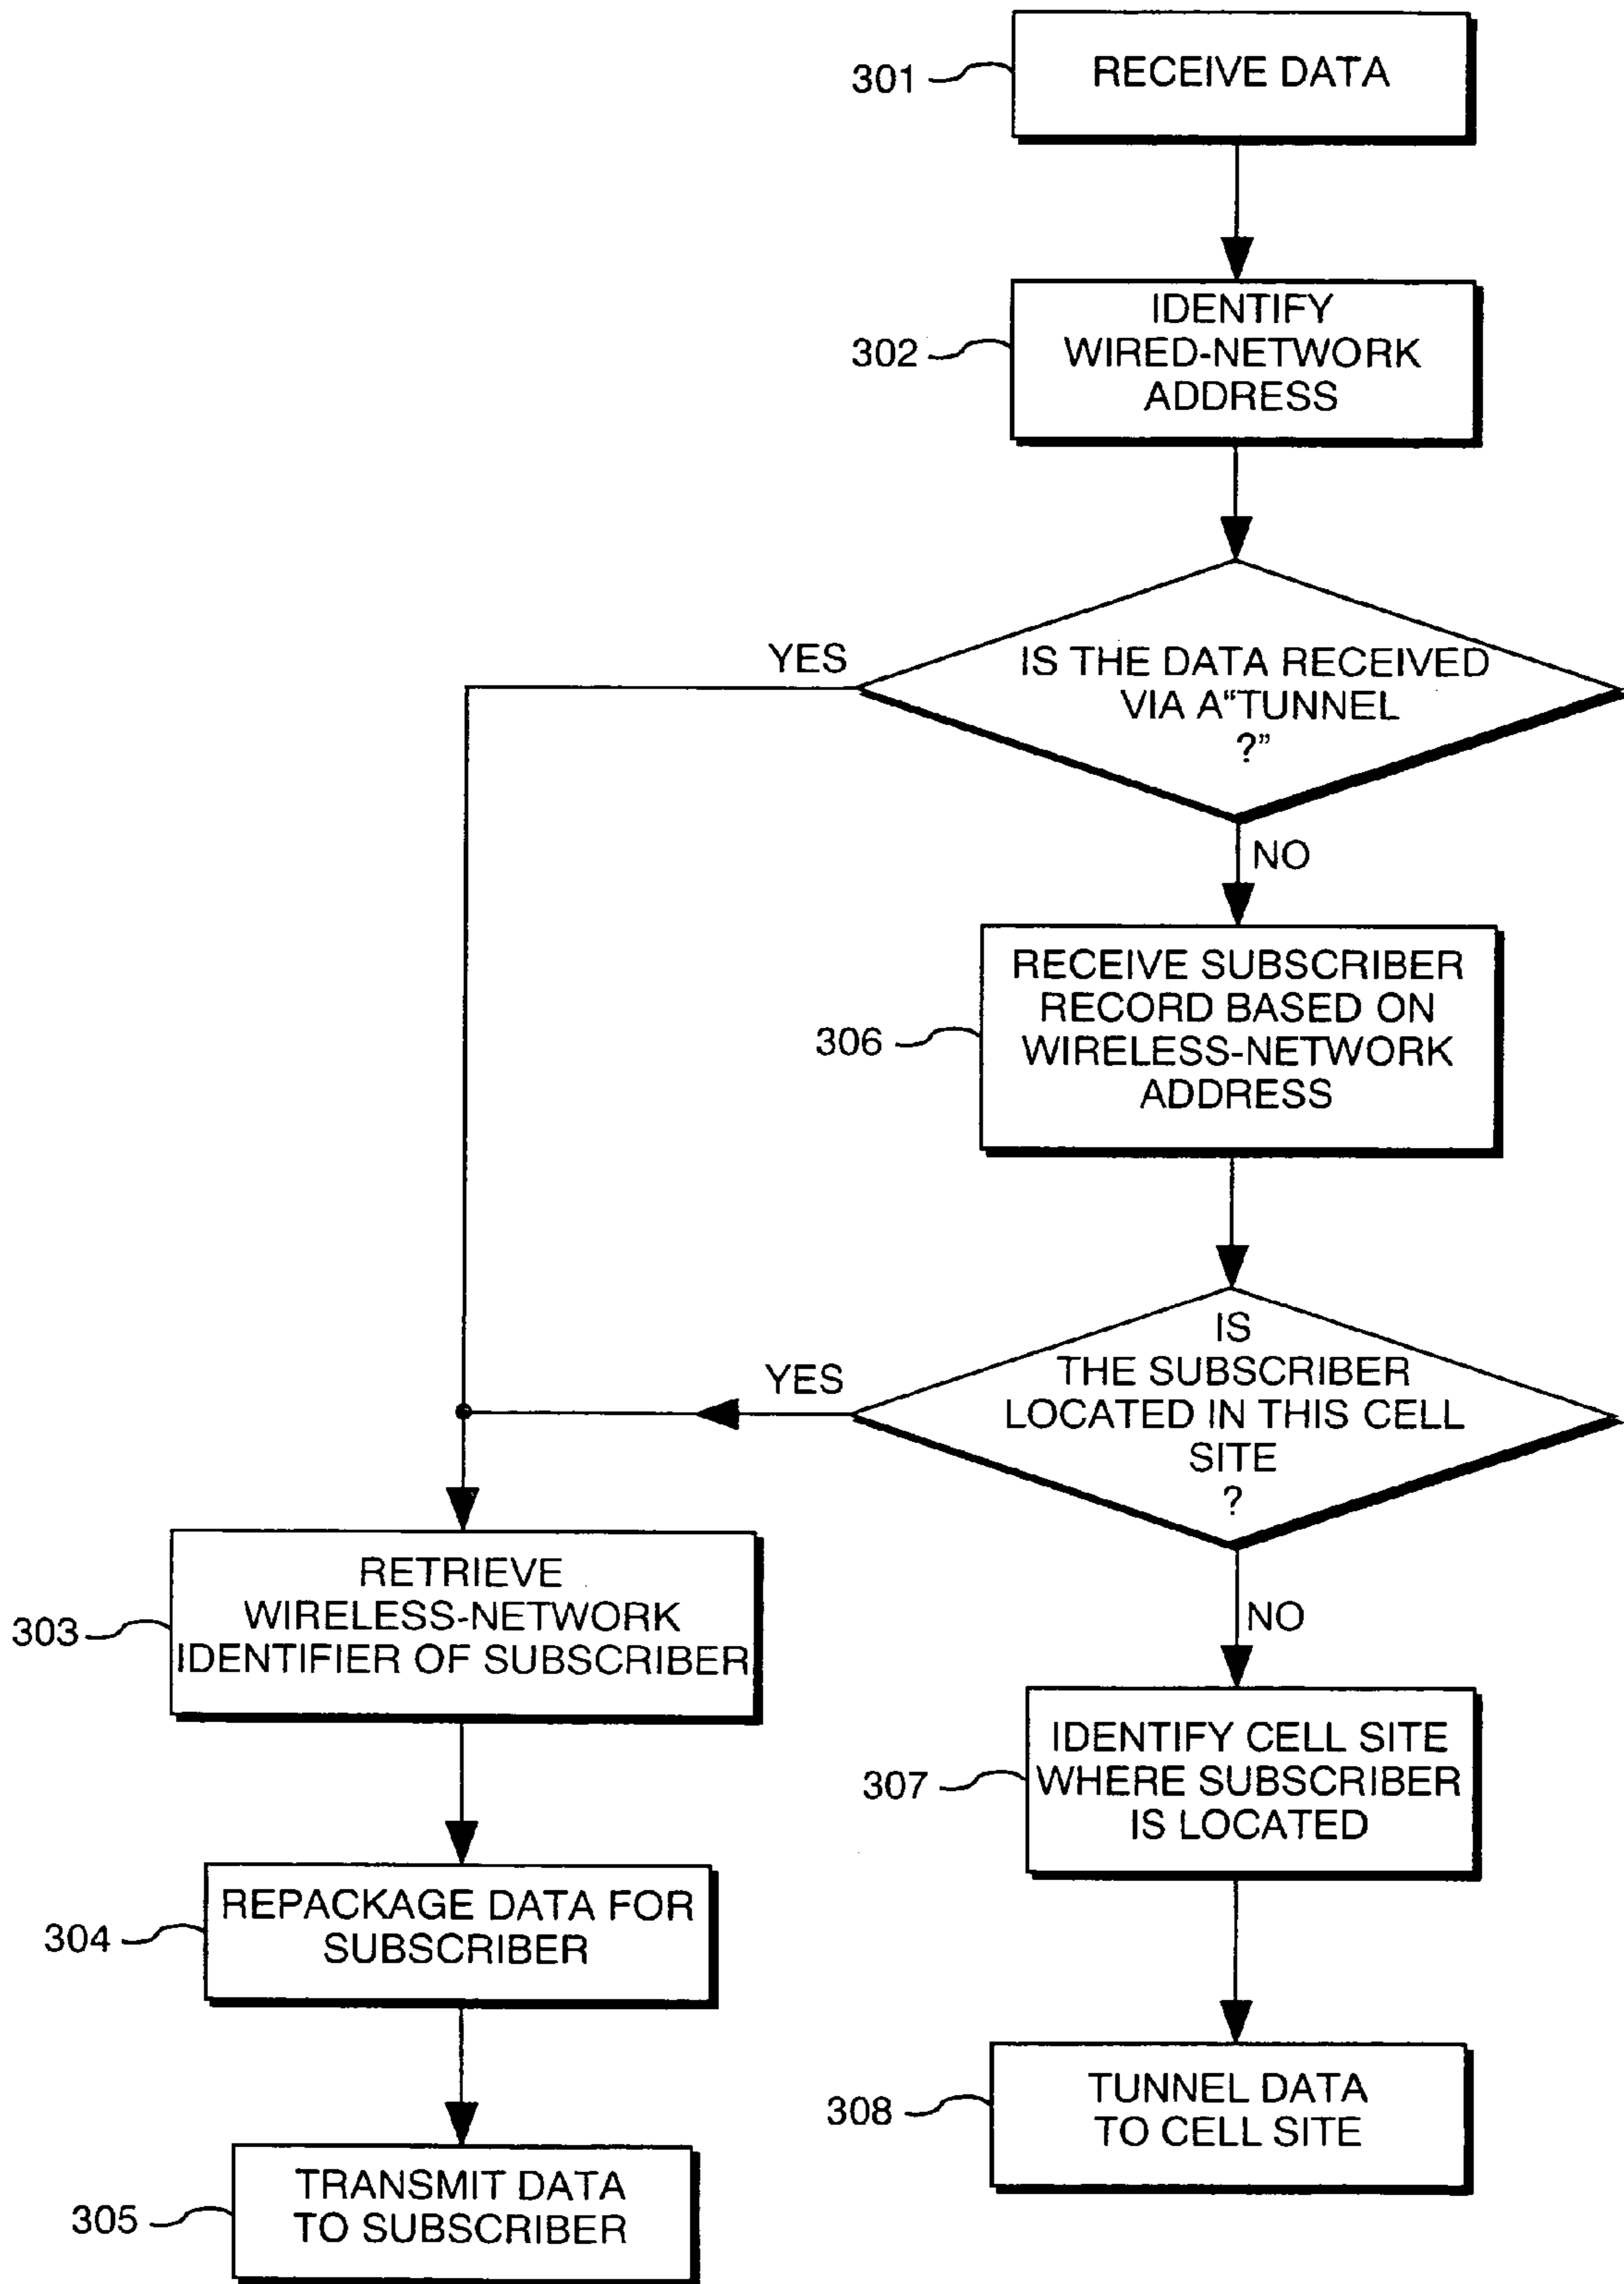 301
RECEIVE DATA
302
IDENTIFY
WIRED-NETWORK
ADDRESS
YES
IS THE DATA RECEIVED
VIA A“TUNNEL
?”
NO
306
RECEIVE SUBSCRIBER
RECORD BASED ON
WIRELESS-NETWORK
ADDRESS
YES
IS
THE SUBSCRIBER
LOCATED IN THIS CELL
SITE
?
NO
303
RETRIEVE
WIRELESS-NETWORK
IDENTIFIER OF SUBSCRIBER
307
IDENTIFY CELL SITE
WHERE SUBSCRIBER
IS LOCATED
304
REPACKAGE DATA FOR
SUBSCRIBER
308
TUNNEL DATA
TO CELL SITE
305
TRANSMIT DATA
TO SUBSCRIBER